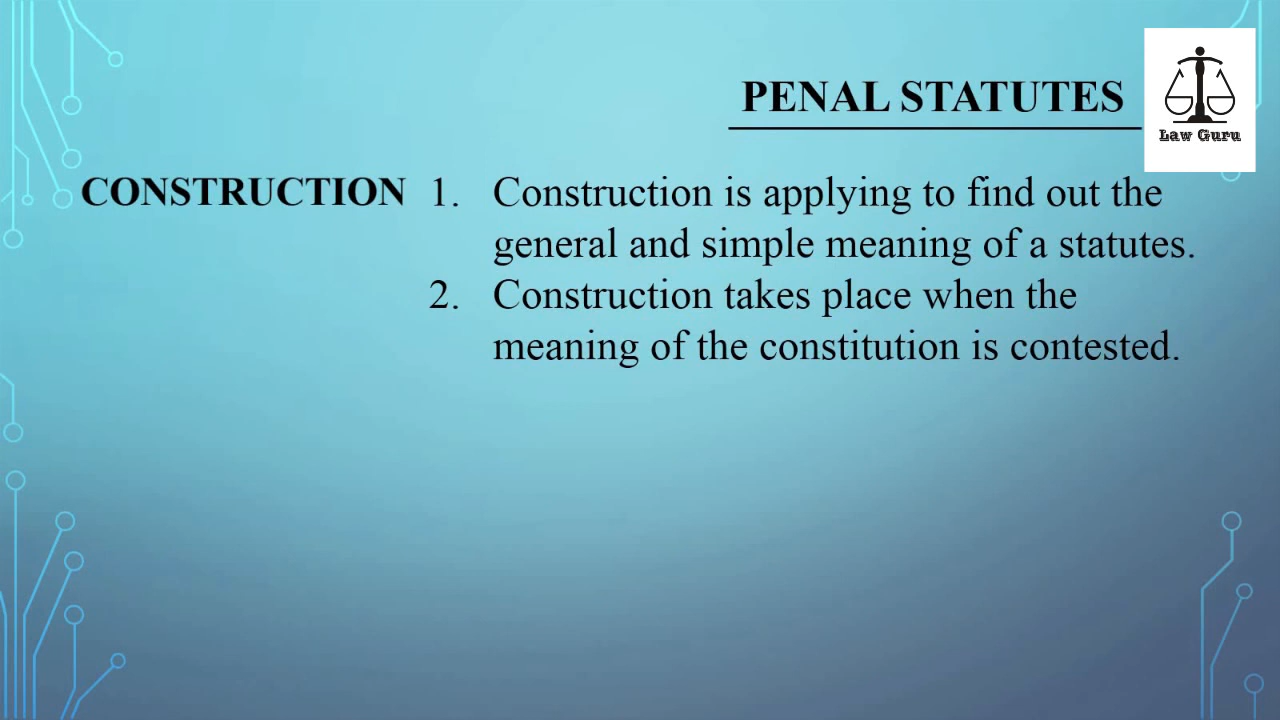 PENAL STATUTES
Law Guru
CONSTRUCTION 1. Construction is applying to find out the
general and simple meaning of a statutes.
2. Construction takes place when the
meaning of the constitution is contested.